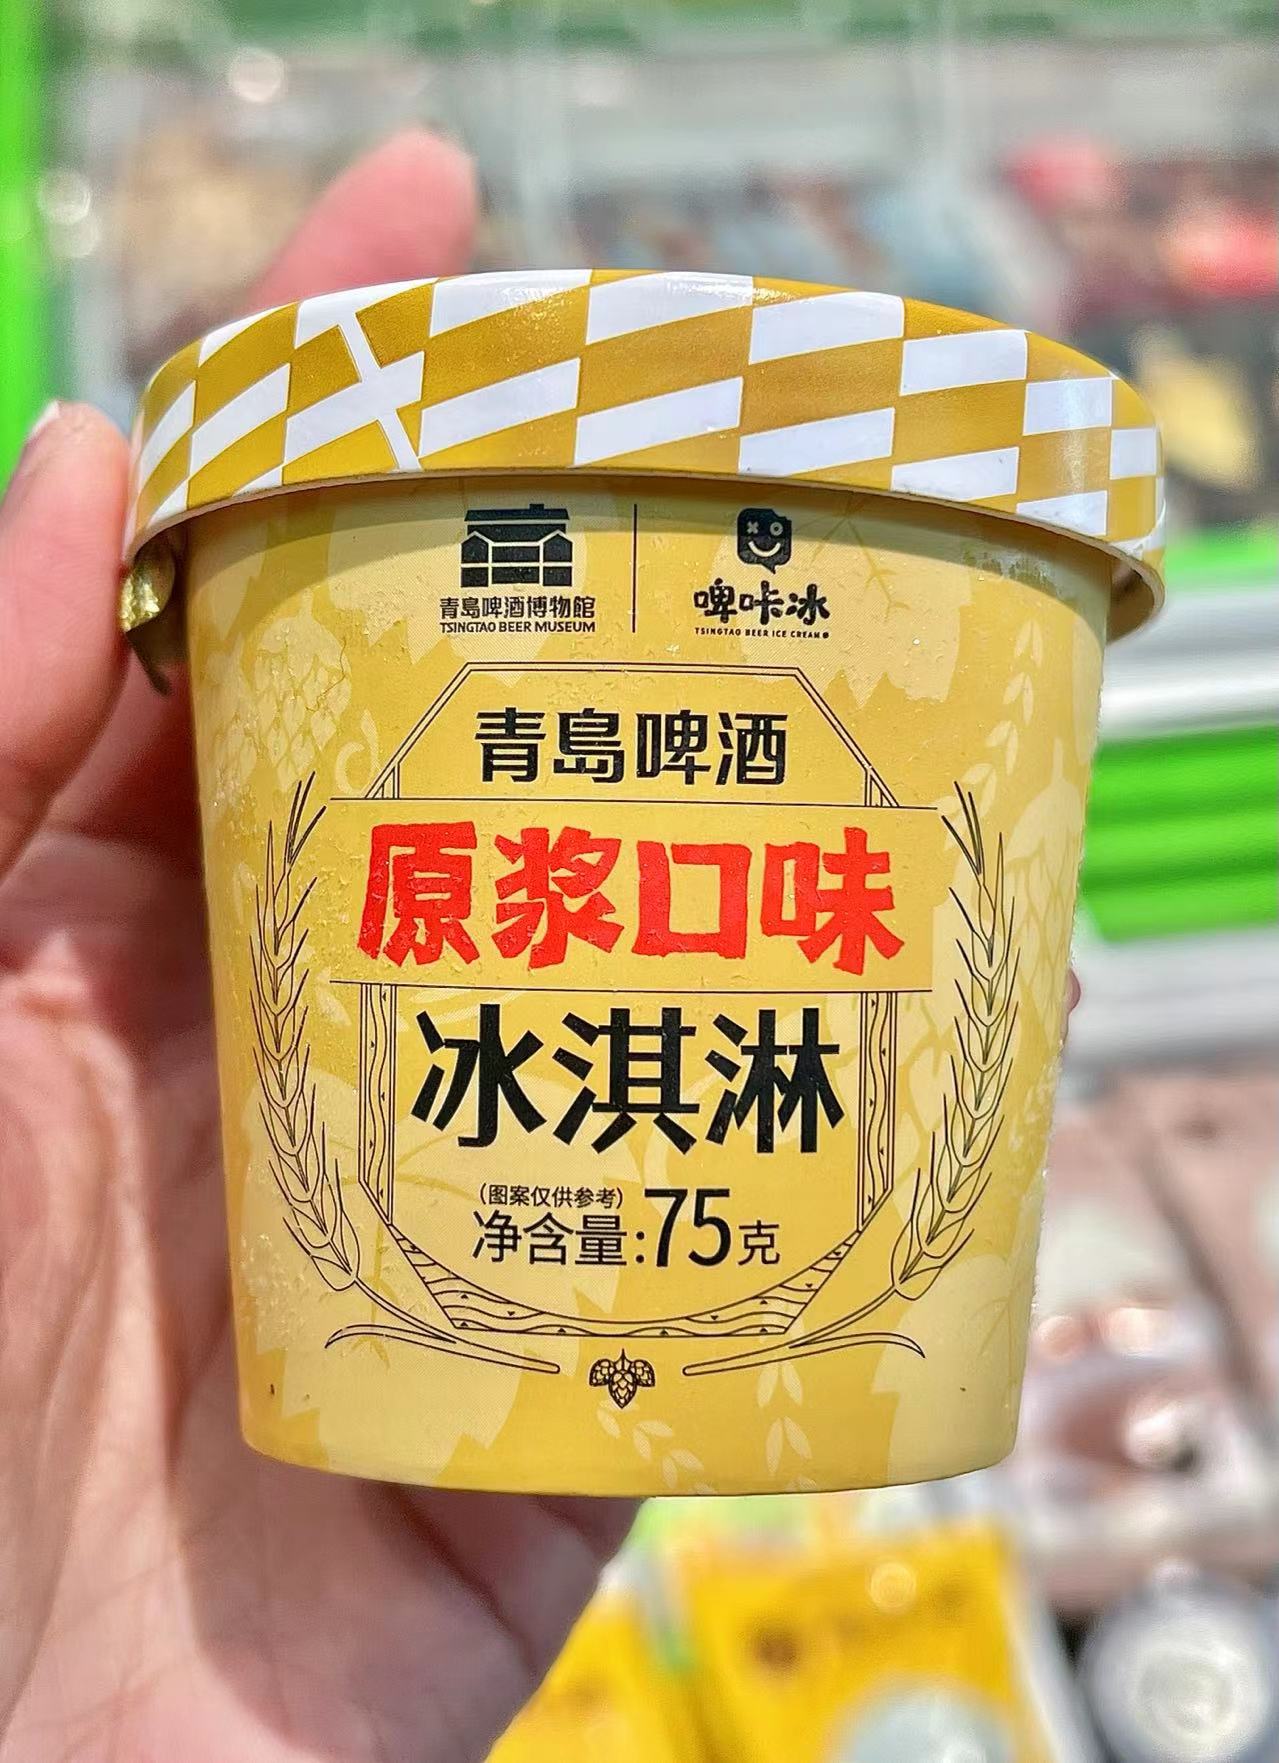 青島啤酒博物館
TSINGTAO BEER MUSEUM
啤咔冰
TSINGTAO BEER ICE CREAM
青島啤酒
原浆口味
冰淇淋
(图案仅供参考)
净含量:75克